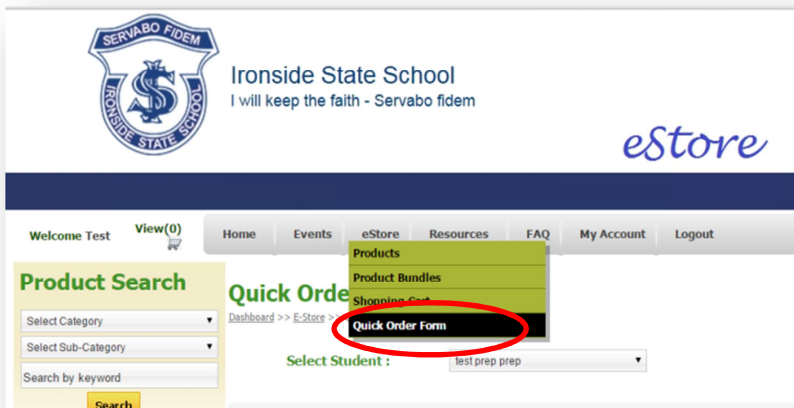 SERVABO FIDEM
IRONSIDE STATE SCHOOL
Ironside State School
I will keep the faith - Servabo fidem
eStore
Welcome Test
View(0)
Home Events eStore Resources FAQ My Account Logout
Products
Product Bundles
Shopping Cart
Quick Order Form
Product Search
Select Category
Select Sub-Category
Search by keyword
Search
Quick Orde
Dashboard >> E-Store >>
Select Student :
test prep prep